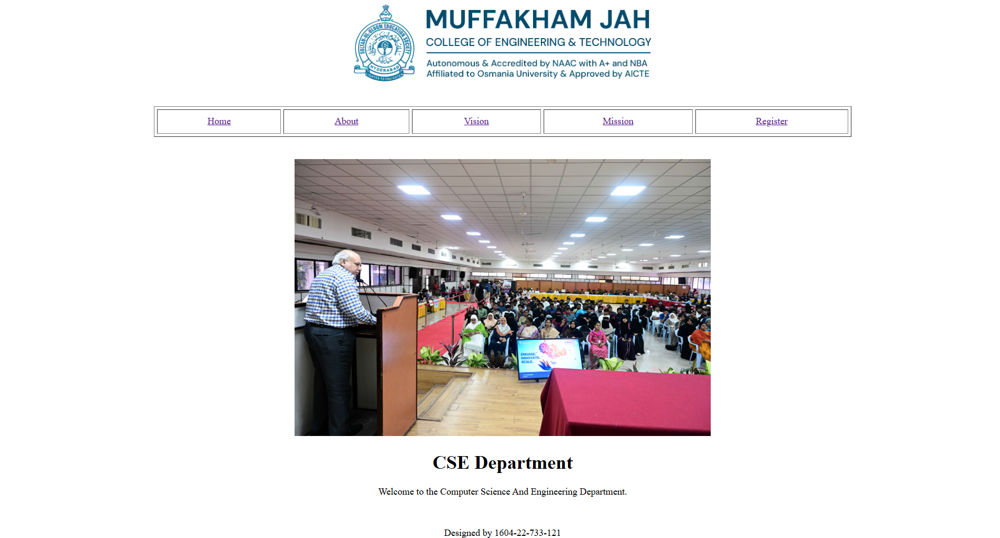 SULTAN-UL-ULOOM EDUCATION SOCIETY
HYDERABAD
LIGHTED TO ENLIGHTEN
MUFFAKHAM JAH
COLLEGE OF ENGINEERING & TECHNOLOGY
Autonomous & Accredited by NAAC with A+ and NBA
Affiliated to Osmania University & Approved by AICTE
Home
About
Vision
Mission
Register
ENGAGE.
INNOVATE.
SCALE.
CSE Department
Welcome to the Computer Science And Engineering Department.
Designed by 1604-22-733-121